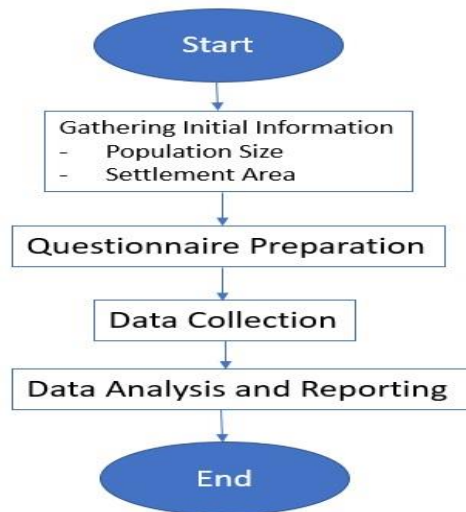 Start
Gathering Initial Information
- Population Size
- Settlement Area
Questionnaire Preparation
Data Collection
Data Analysis and Reporting
End